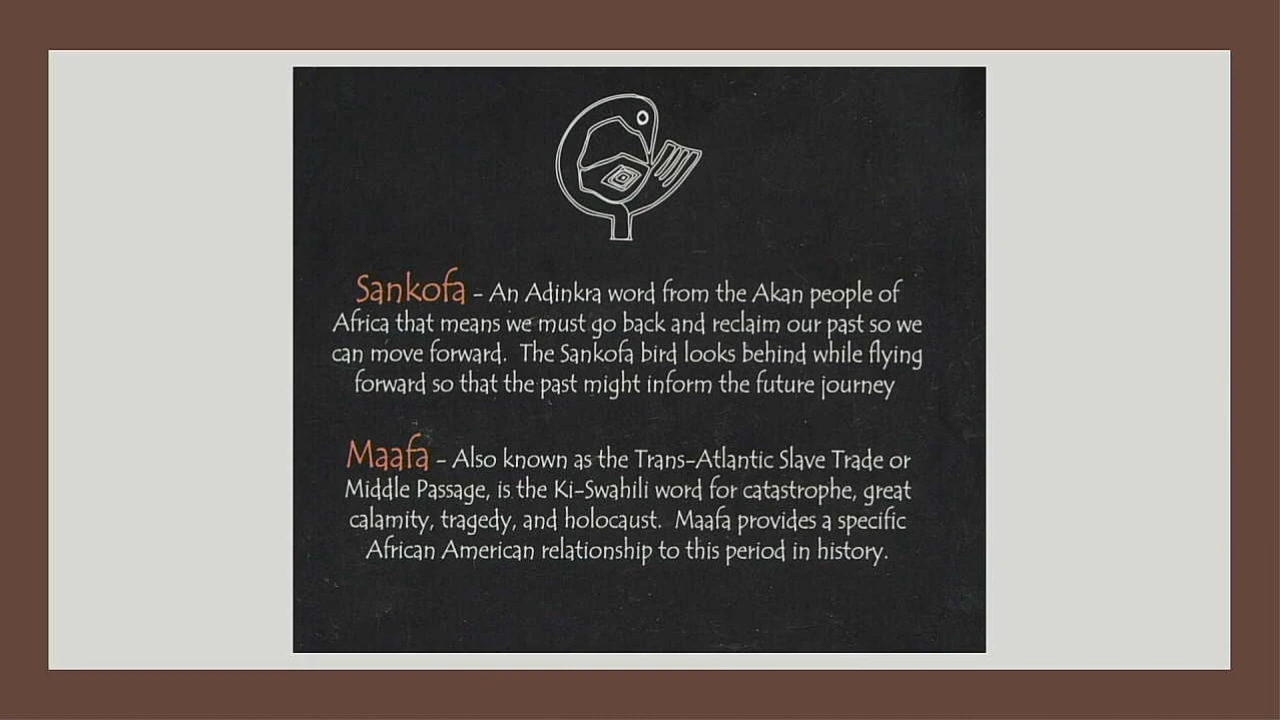 Sankofa - An Adinkra word from the Akan people of
Africa that means we must go back and reclaim our past so we
can move forward. The Sankofa bird looks behind while flying
forward so that the past might inform the future journey
Maafa - Also known as the Trans-Atlantic Slave Trade or
Middle Passage, is the Ki-Swahili word for catastrophe, great
calamity, tragedy, and holocaust. Maafa provides a specific
African American relationship to this period in history.